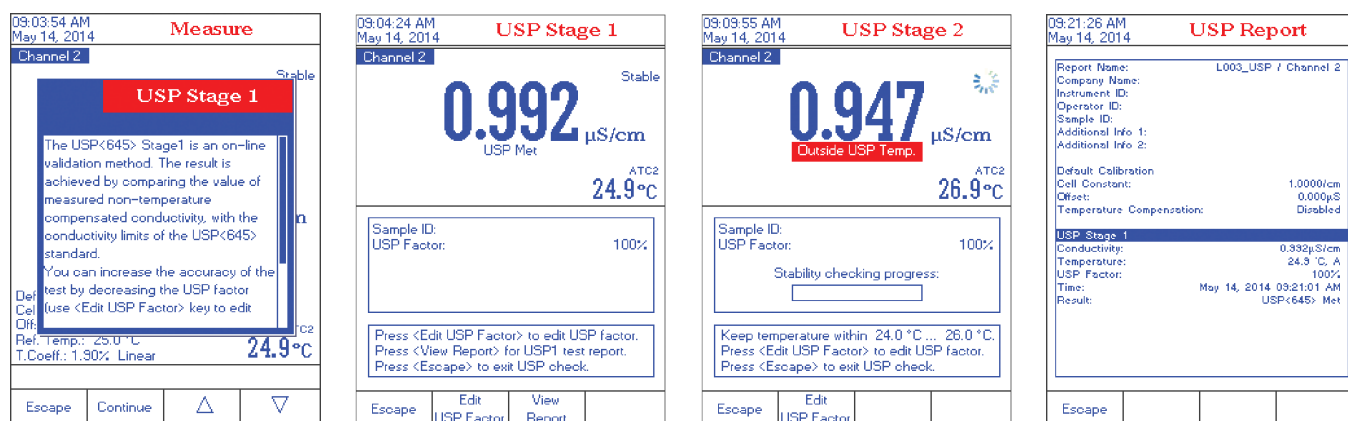 09:03:54 AM
May 14, 2014
Measure
Channel 2
Stable
USP Stage 1
The USP<645> Stage1 is an on-line
validation method. The result is
achieved by comparing the value of
measured non-temperature
compensated conductivity, with the
conductivity limits of the USP<645>
standard.
You can increase the accuracy of the
test by decreasing the USP factor
(use <Edit USP Factor> key to edit
Ref. Temp.: 25.0 °C
T.Coeff.: 1.90% Linear
24.9°C
Escape Continue △ ▽
09:04:24 AM
May 14, 2014
USP Stage 1
Channel 2
Stable
0.992 µS/cm
USP Met
ATC2
24.9°C
Sample ID:
USP Factor: 100%
Press <Edit USP Factor> to edit USP factor.
Press <View Report> for USP1 test report.
Press <Escape> to exit USP check.
Escape
Edit
USP Factor
View
Report
09:09:55 AM
May 14, 2014
USP Stage 2
Channel 2
0.947 µS/cm
Outside USP Temp.
ATC2
26.9°C
Sample ID:
USP Factor: 100%
Stability checking progress:
Keep temperature within 24.0 °C ... 26.0 °C.
Press <Edit USP Factor> to edit USP factor.
Press <Escape> to exit USP check.
Escape
Edit
USP Factor
09:21:26 AM
May 14, 2014
USP Report
Report Name: L003_USP / Channel 2
Company Name:
Instrument ID:
Operator ID:
Sample ID:
Additional Info 1:
Additional Info 2:
Default Calibration
Cell Constant: 1.0000/cm
Offset: 0.000µS
Temperature Compensation: Disabled
USP Stage 1
Conductivity: 0.992µS/cm
Temperature: 24.9 °C, A
USP Factor: 100%
Time: May 14, 2014 09:21:01 AM
Result: USP<645> Met
Escape